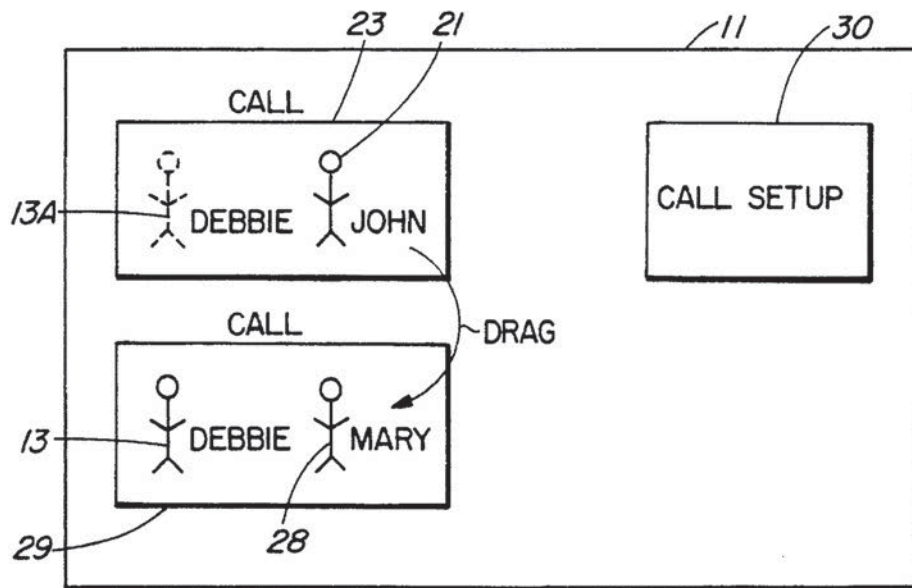 23 21 11 30
CALL
13A DEBBIE JOHN CALL SETUP
CALL DRAG
13 DEBBIE MARY
29 28